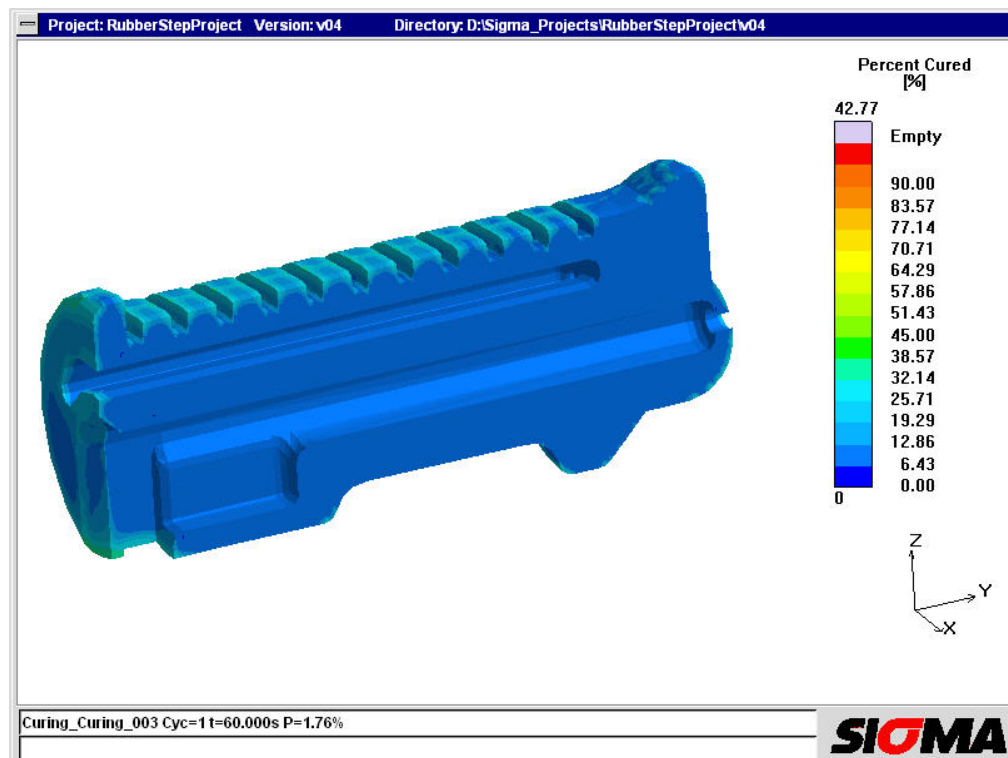 Project: RubberStepProject Version: v04 Directory: D:\Sigma_Projects\RubberStepProject\v04
Percent Cured
[%]
42.77
Empty
90.00
83.57
77.14
70.71
64.29
57.86
51.43
45.00
38.57
32.14
25.71
19.29
12.86
6.43
0.00
0
Z
Y
X
Curing_Curing_003 Cyc=1 t=60.000s P=1.76%
SIGMA